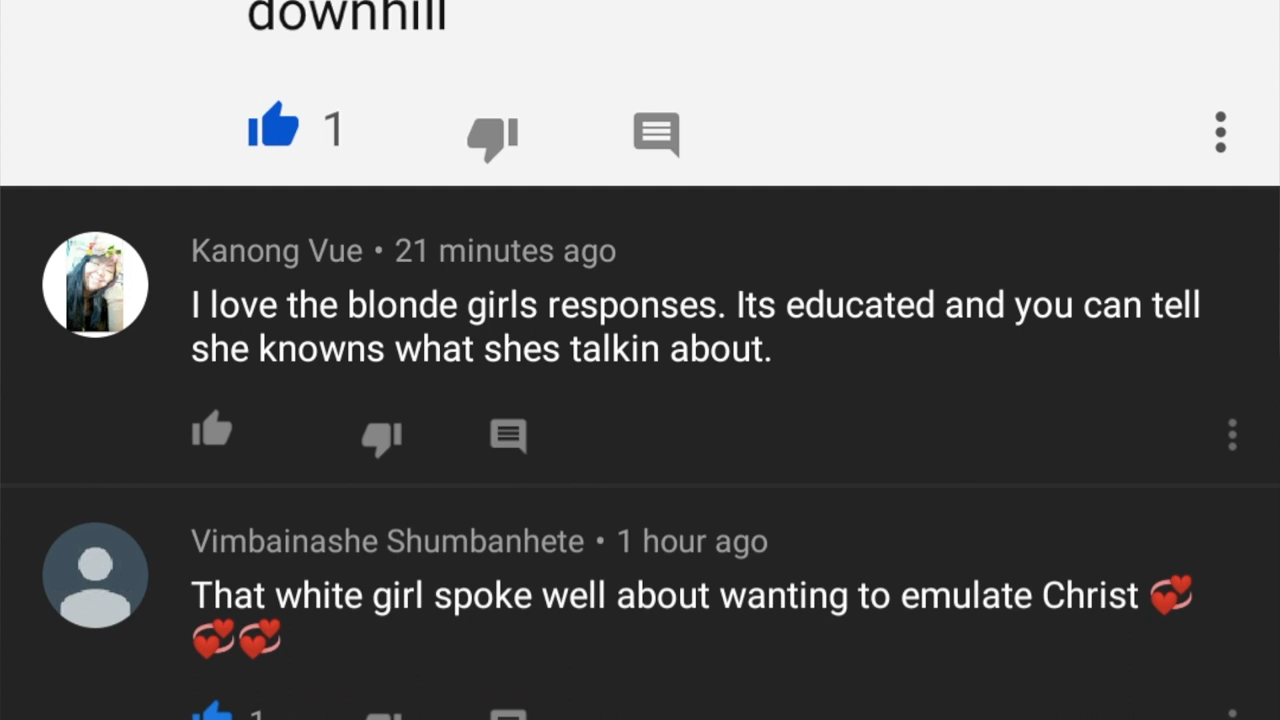 downhill
1
Kanong Vue • 21 minutes ago
I love the blonde girls responses. Its educated and you can tell
she knowns what shes talkin about.
Vimbainashe Shumbanhete • 1 hour ago
That white girl spoke well about wanting to emulate Christ 💞
💞💞
1